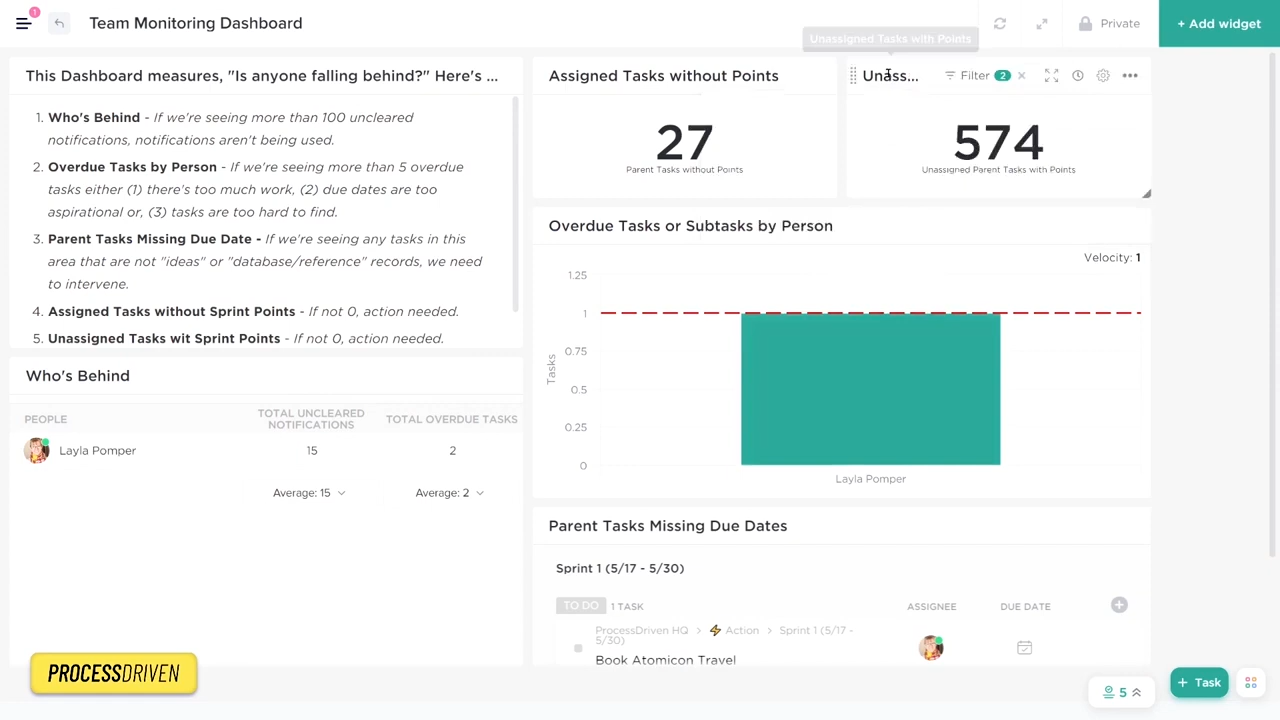 1
Team Monitoring Dashboard
Private
+ Add widget
Unassigned Tasks with Points
This Dashboard measures, "Is anyone falling behind?" Here's ...
1. Who's Behind - If we're seeing more than 100 uncleared
notifications, notifications aren't being used.
2. Overdue Tasks by Person - If we're seeing more than 5 overdue
tasks either (1) there's too much work, (2) due dates are too
aspirational or, (3) tasks are too hard to find.
3. Parent Tasks Missing Due Date - If we're seeing any tasks in this
area that are not "ideas" or "database/reference" records, we need
to intervene.
4. Assigned Tasks without Sprint Points - If not 0, action needed.
5. Unassigned Tasks wit Sprint Points - If not 0, action needed.
Assigned Tasks without Points
27
Parent Tasks without Points
Unass...
Filter 2
574
Unassigned Parent Tasks with Points
Overdue Tasks or Subtasks by Person
Velocity: 1
1.25
1
0.75
0.5
0.25
0
Tasks
Layla Pomper
Who's Behind
PEOPLE
TOTAL UNCLEARED
NOTIFICATIONS
TOTAL OVERDUE TASKS
Layla Pomper
15
2
Average: 15
Average: 2
Parent Tasks Missing Due Dates
Sprint 1 (5/17 - 5/30)
TO DO
1 TASK
ASSIGNEE
DUE DATE
ProcessDriven HQ > Action > Sprint 1 (5/17 -
5/30)
Book Atomicon Travel
PROCESSDRIVEN
5
+ Task